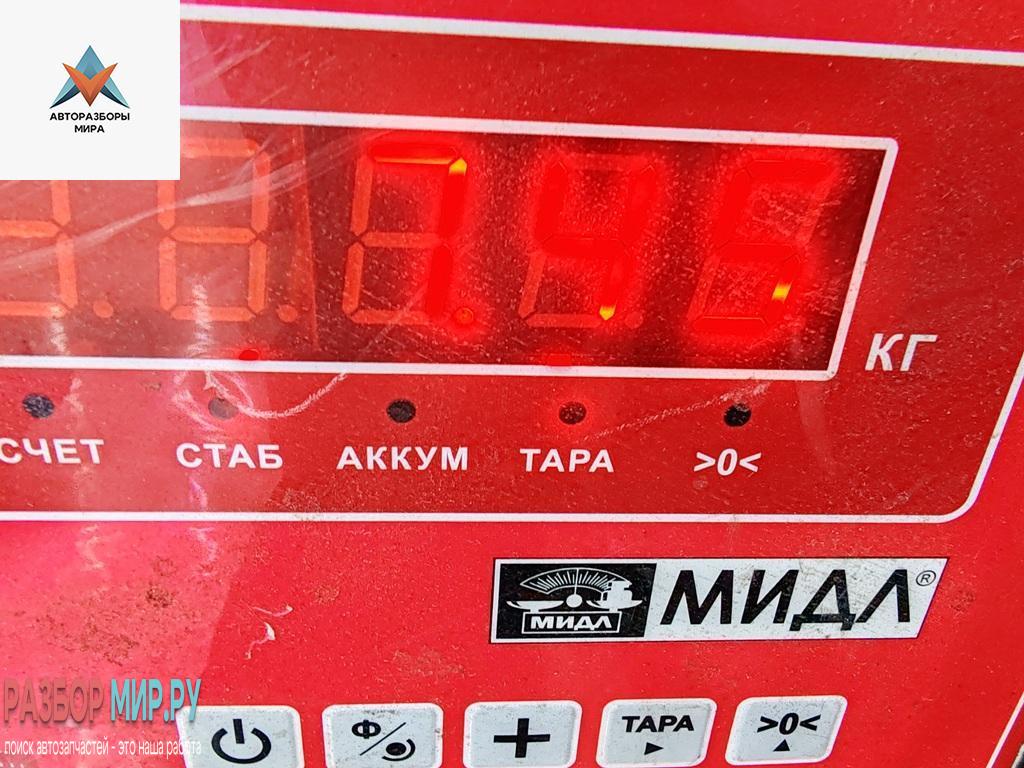 АВТОРАЗБОРЫ
МИРА
7.45
КГ
СЧЕТ СТАБ АККУМ ТАРА >0<
МИДЛ МИДЛ®
РАЗБОР МИР.РУ
поиск автозапчастей - это наша работа
Ф/ + ТАРА >0<